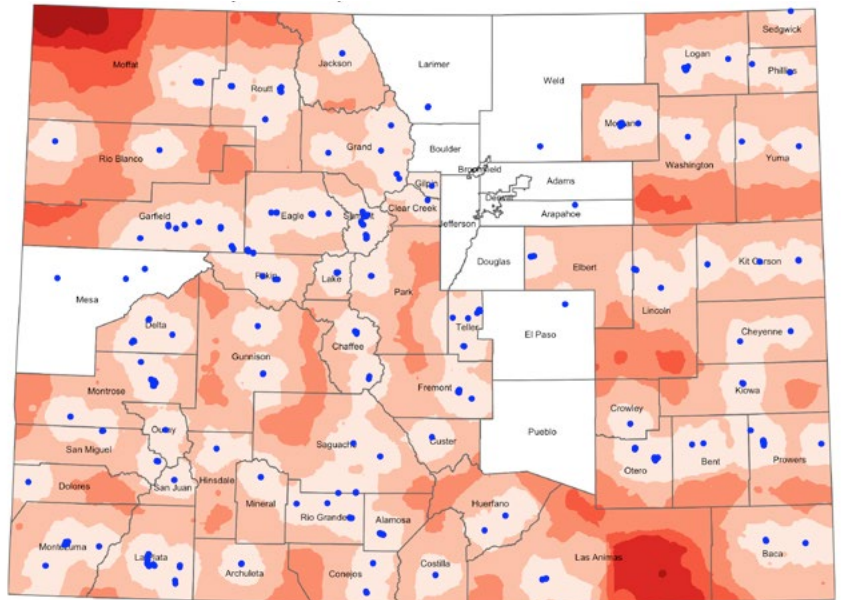 Sedgwick
Logan
Phillips
Moffat
Jackson
Larimer
Weld
Routt
Morgan
Rio Blanco
Grand
Boulder
Washington
Yuma
Broomfield
Gilpin
Adams
Denver
Clear Creek
Arapahoe
Garfield
Eagle
Summit
Jefferson
Douglas
Elbert
Kit Carson
Mesa
Pitkin
Lake
Park
Lincoln
Delta
Teller
El Paso
Cheyenne
Gunnison
Chaffee
Montrose
Fremont
Kiowa
Crowley
Ouray
Saguache
Custer
Pueblo
San Miguel
Otero
Bent
Prowers
Dolores
San Juan
Hinsdale
Mineral
Rio Grande
Alamosa
Huerfano
Montezuma
La Plata
Archuleta
Conejos
Costilla
Las Animas
Baca